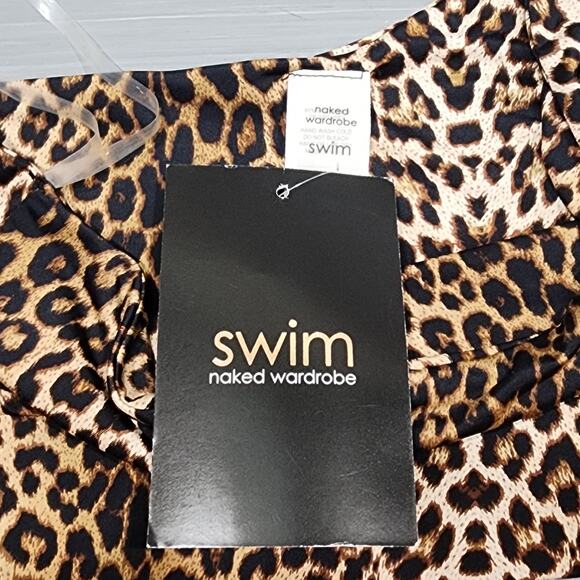 naked
wardrobe
HAND WASH COLD
DO NOT BLEACH
swim
swim
naked wardrobe